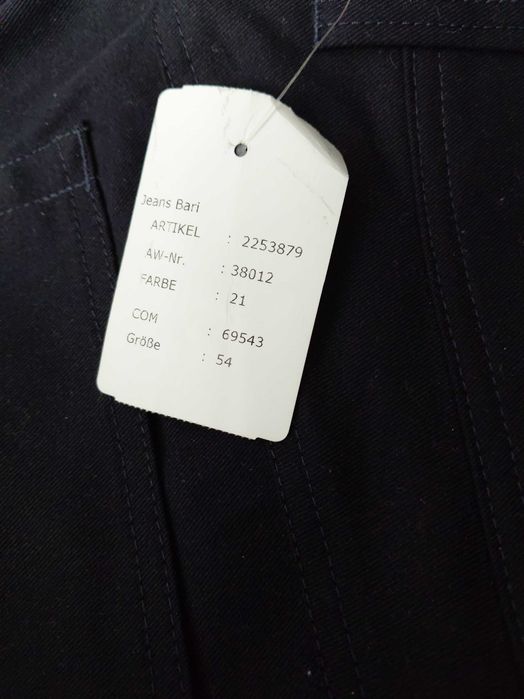 Jeans Bari
ARTIKEL : 2253879
AW-Nr. : 38012
FARBE : 21
COM : 69543
Größe : 54